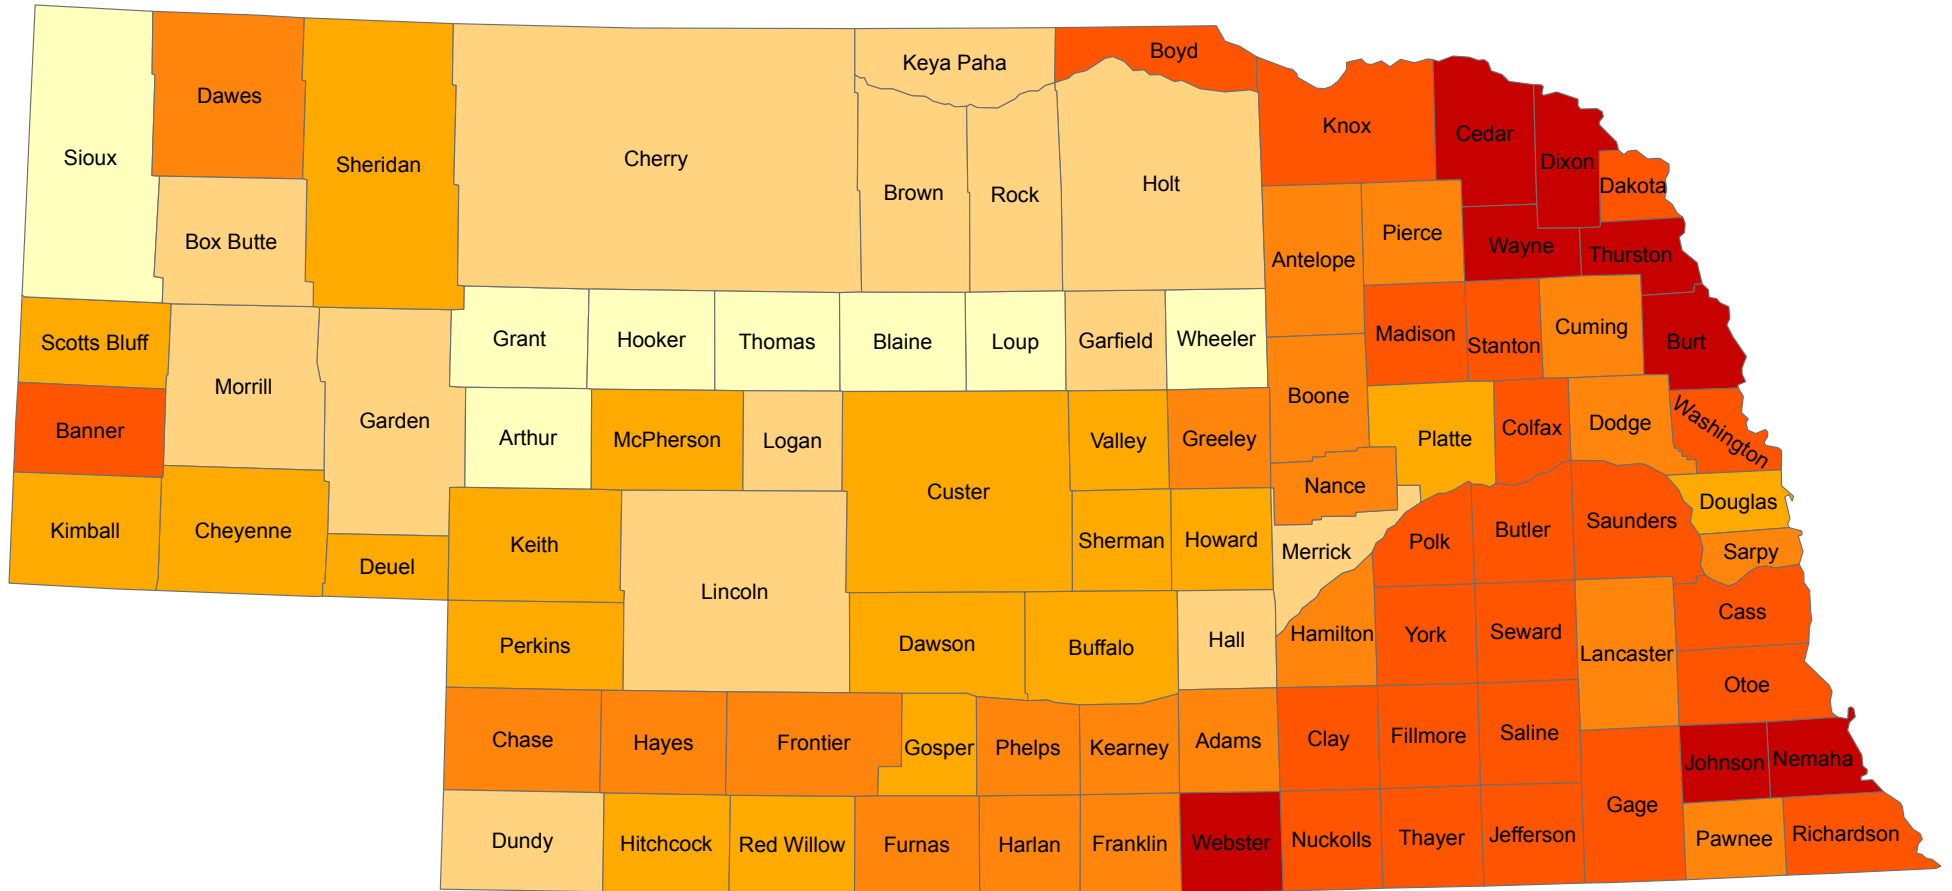 Boyd
Keya Paha
Dawes
Knox
Cedar
Sioux
Sheridan
Cherry
Dixon
Brown
Rock
Holt
Dakota
Box Butte
Pierce
Wayne
Antelope
Thurston
Scotts Bluff
Grant
Hooker
Thomas
Blaine
Loup
Garfield
Wheeler
Madison
Stanton
Cuming
Burt
Morrill
Garden
Boone
Banner
Arthur
McPherson
Logan
Valley
Greeley
Platte
Colfax
Dodge
Washington
Custer
Nance
Kimball
Cheyenne
Keith
Sherman
Howard
Merrick
Polk
Butler
Saunders
Douglas
Sarpy
Deuel
Lincoln
Cass
Perkins
Dawson
Buffalo
Hall
Hamilton
York
Seward
Lancaster
Otoe
Chase
Hayes
Frontier
Gosper
Phelps
Kearney
Adams
Clay
Fillmore
Saline
Johnson
Nemaha
Gage
Dundy
Hitchcock
Red Willow
Furnas
Harlan
Franklin
Webster
Nuckolls
Thayer
Jefferson
Pawnee
Richardson